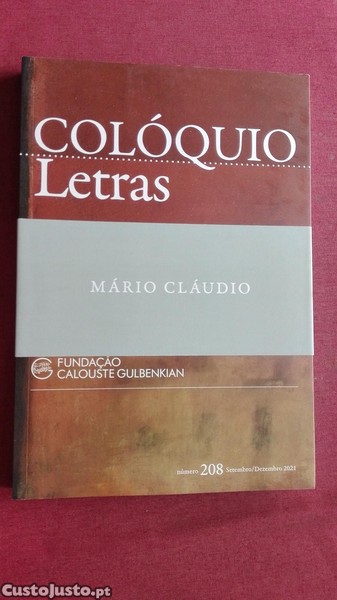 COLÓQUIO
Letras
MÁRIO CLÁUDIO
FUNDAÇÃO
CALOUSTE GULBENKIAN
número 208 Setembro/Dezembro 2021
CustoJusto.pt